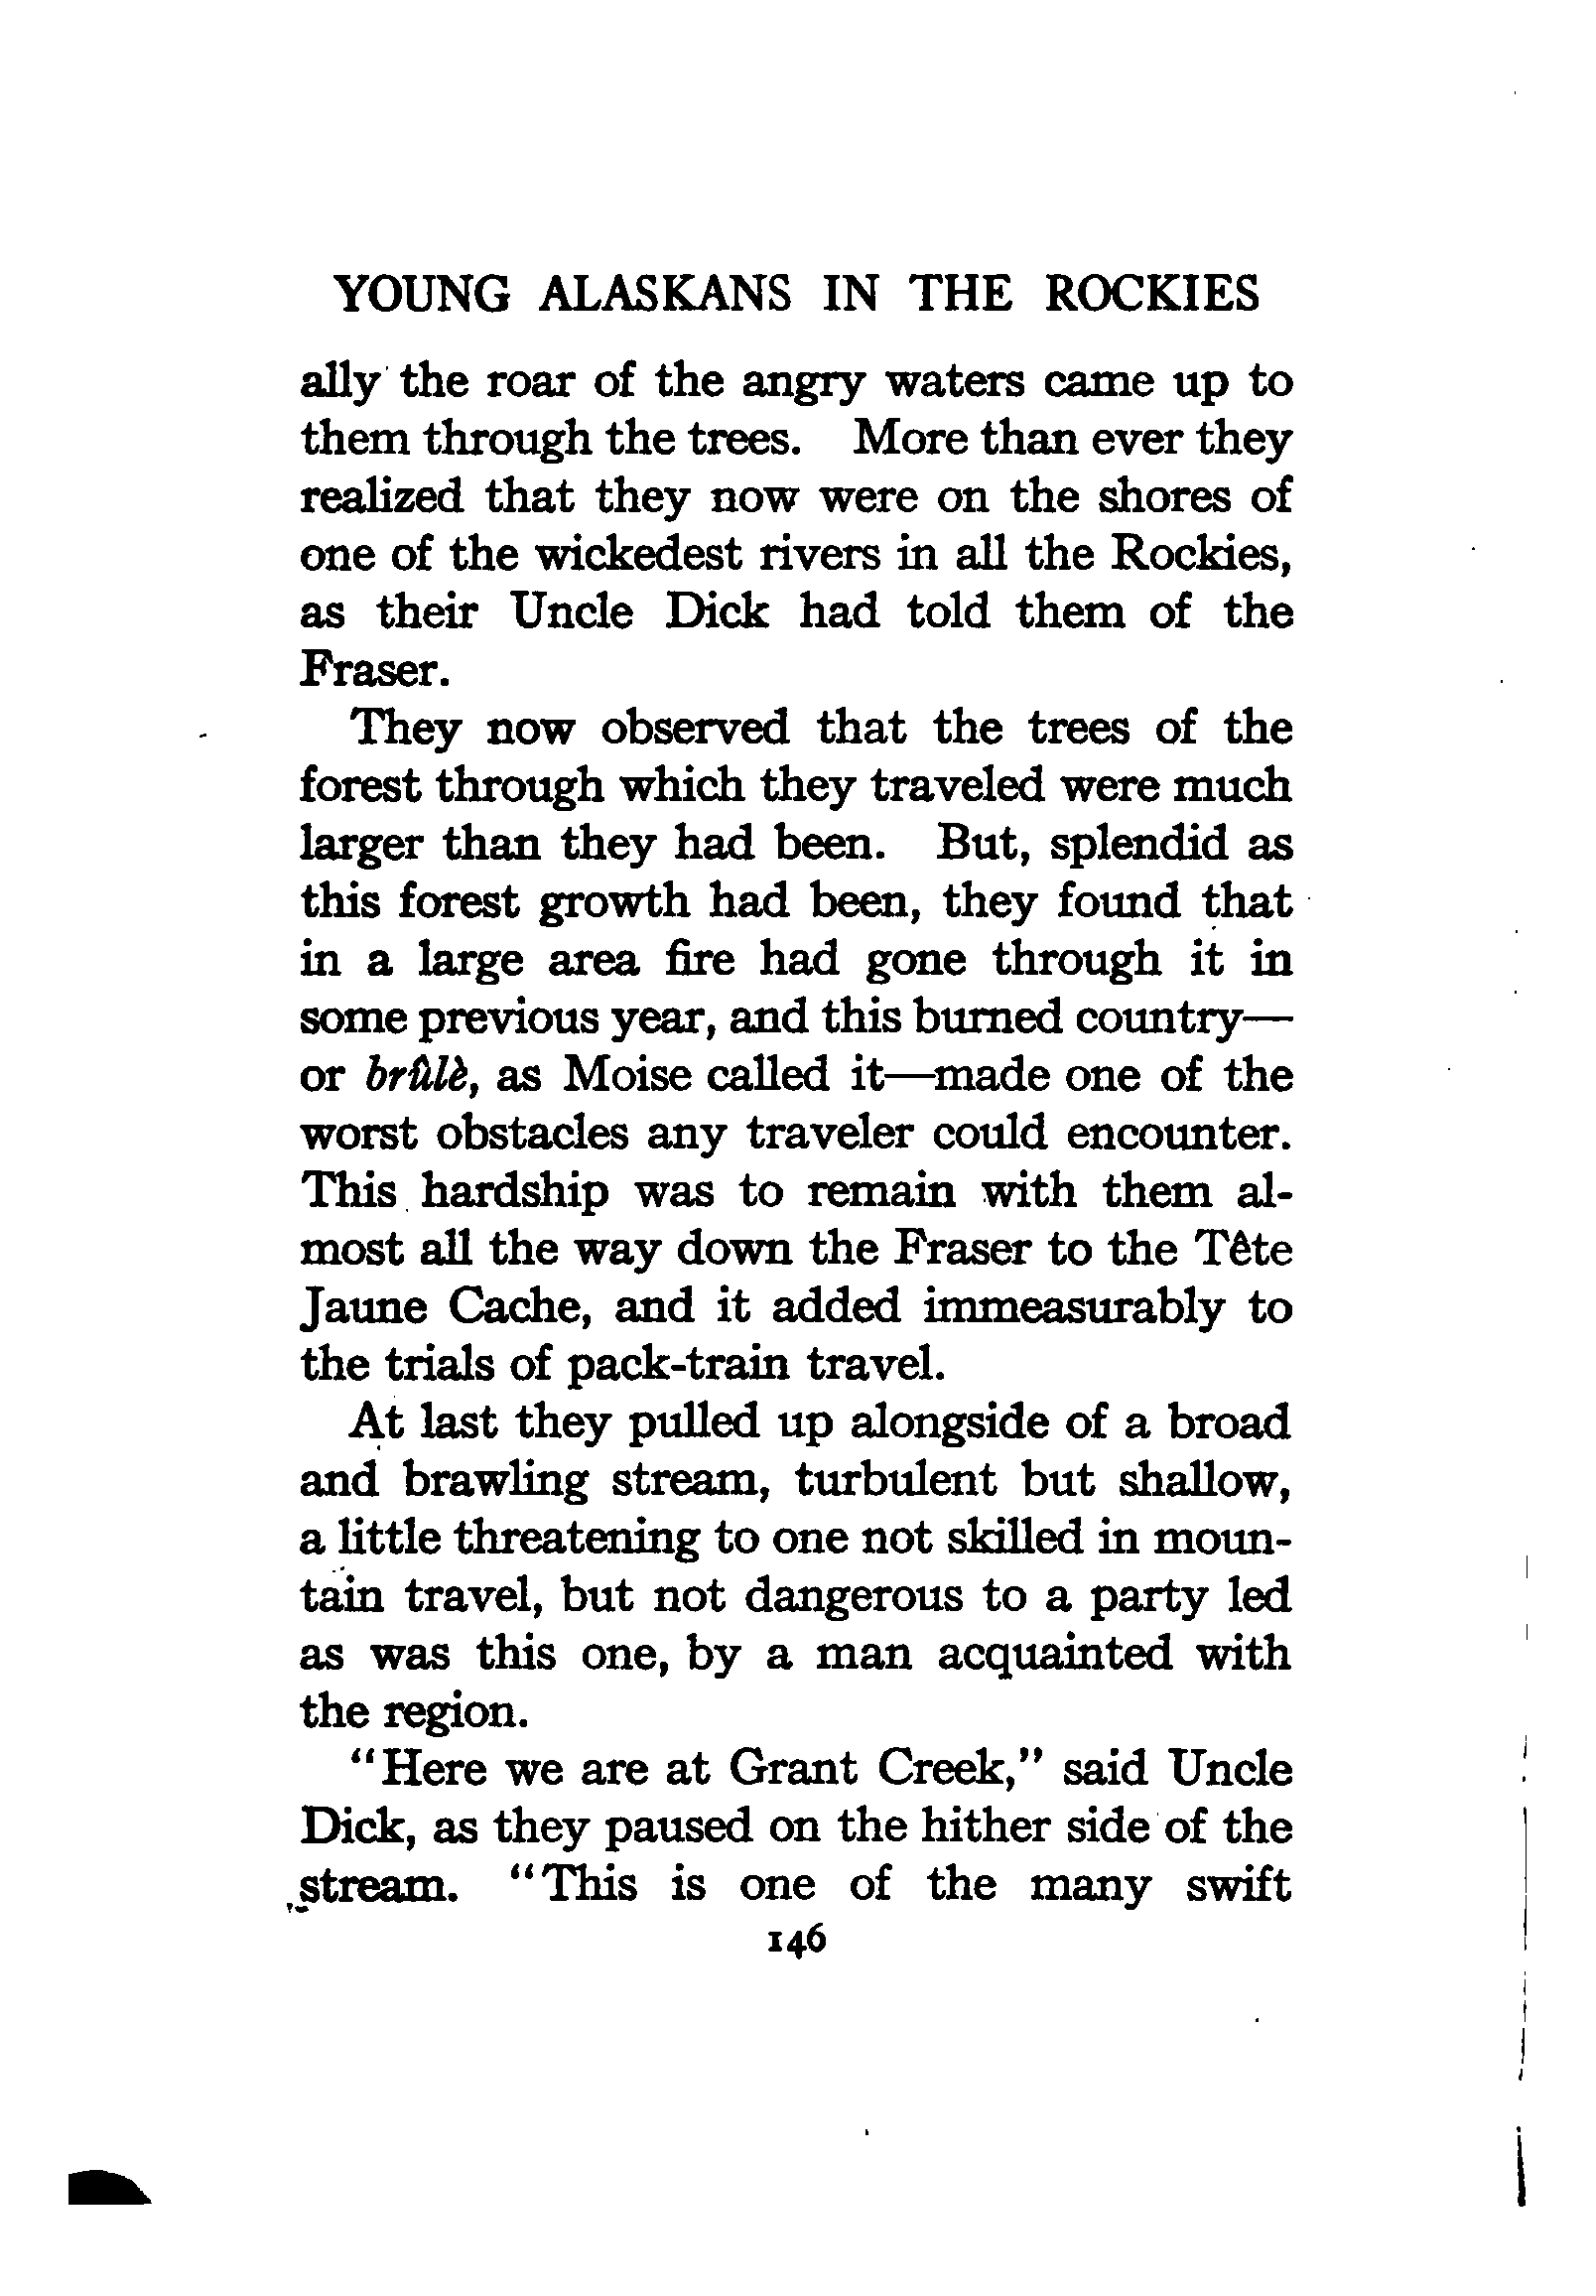 YOUNG ALASKANS IN THE ROCKIES
ally the roar of the angry waters came up to
them through the trees. More than ever they
realized that they now were on the shores of
one of the wickedest rivers in all the Rockies,
as their Uncle Dick had told them of the
Fraser.
They now observed that the trees of the
forest through which they traveled were much
larger than they had been. But, splendid as
this forest growth had been, they found that
in a large area fire had gone through it in
some previous year, and this burned country—
or brûlè, as Moise called it—made one of the
worst obstacles any traveler could encounter.
This hardship was to remain with them al-
most all the way down the Fraser to the Tête
Jaune Cache, and it added immeasurably to
the trials of pack-train travel.
At last they pulled up alongside of a broad
and brawling stream, turbulent but shallow,
a little threatening to one not skilled in moun-
tain travel, but not dangerous to a party led
as was this one, by a man acquainted with
the region.
"Here we are at Grant Creek," said Uncle
Dick, as they paused on the hither side of the
stream. "This is one of the many swift
146